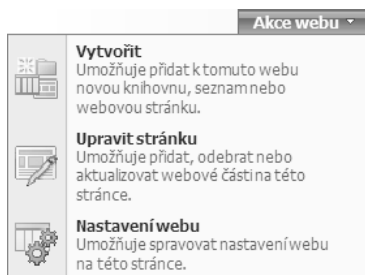 Akce webu
Vytvořit
Umožňuje přidat k tomuto webu
novou knihovnu, seznam nebo
webovou stránku.
Upravit stránku
Umožňuje přidat, odebrat nebo
aktualizovat webové části na této
stránce.
Nastavení webu
Umožňuje spravovat nastavení webu
na této stránce.